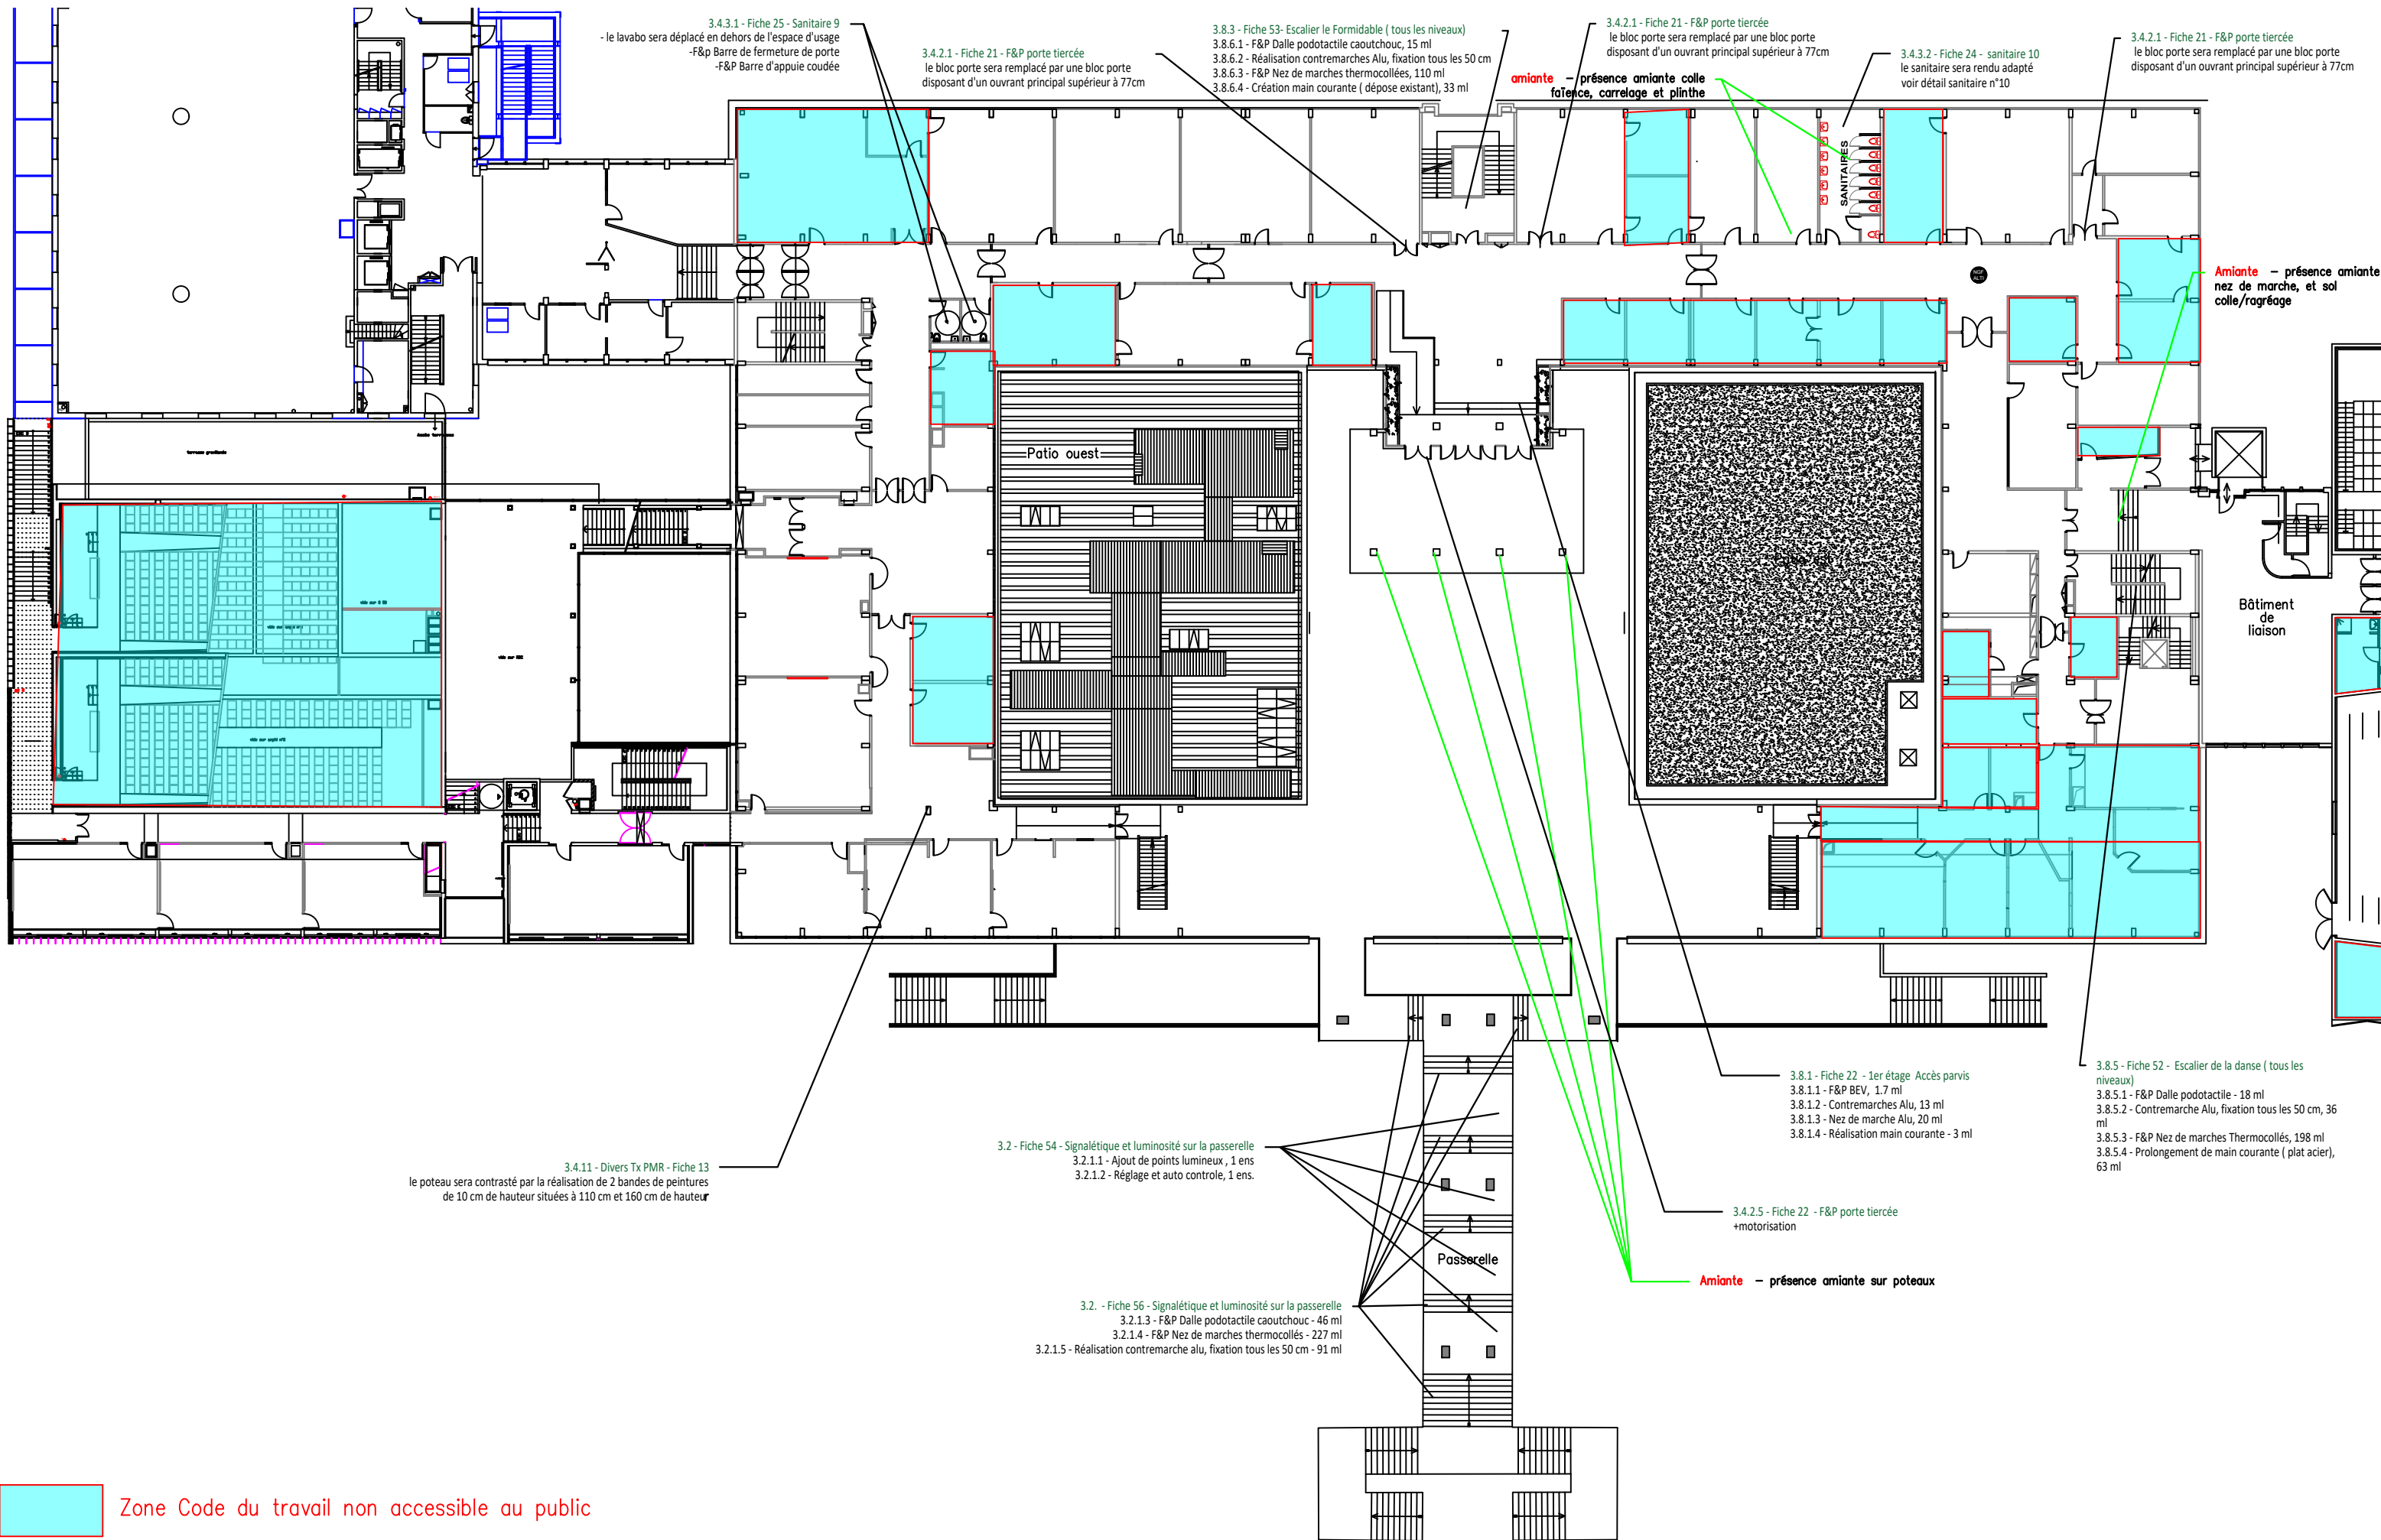 3.4.3.1 - Fiche 25 - Sanitaire 9
- le lavabo sera déplacé en dehors de l'espace d'usage
-F&p Barre de fermeture de porte
-F&P Barre d'appuie coudée
3.4.2.1 - Fiche 21 - F&P porte tiercée
le bloc porte sera remplacé par une bloc porte
disposant d'un ouvrant principal supérieur à 77cm
3.8.3 - Fiche 53- Escalier le Formidable ( tous les niveaux)
3.8.6.1 - F&P Dalle podotactile caoutchouc, 15 ml
3.8.6.2 - Réalisation contremarches Alu, fixation tous les 50 cm
3.8.6.3 - F&P Nez de marches thermocollées, 110 ml
3.8.6.4 - Création main courante ( dépose existant), 33 ml
3.4.2.1 - Fiche 21 - F&P porte tiercée
le bloc porte sera remplacé par une bloc porte
disposant d'un ouvrant principal supérieur à 77cm
amiante – présence amiante colle
faïence, carrelage et plinthe
3.4.3.2 - Fiche 24 - sanitaire 10
le sanitaire sera rendu adapté
voir détail sanitaire n°10
3.4.2.1 - Fiche 21 - F&P porte tiercée
le bloc porte sera remplacé par une bloc porte
disposant d'un ouvrant principal supérieur à 77cm
SANITAIRES
Amiante – présence amiante
nez de marche, et sol
colle/ragréage
Accès terrasse
terrasse gravillonnée
Patio ouest
vide sur RDC
Bâtiment
de
liaison
3.8.1 - Fiche 22 - 1er étage Accès parvis
3.8.1.1 - F&P BEV, 1.7 ml
3.8.1.2 - Contremarches Alu, 13 ml
3.8.1.3 - Nez de marche Alu, 20 ml
3.8.1.4 - Réalisation main courante - 3 ml
3.8.5 - Fiche 52 - Escalier de la danse ( tous les
niveaux)
3.8.5.1 - F&P Dalle podotactile - 18 ml
3.8.5.2 - Contremarche Alu, fixation tous les 50 cm, 36
ml
3.8.5.3 - F&P Nez de marches Thermocollés, 198 ml
3.8.5.4 - Prolongement de main courante ( plat acier),
63 ml
3.2 - Fiche 54 - Signalétique et luminosité sur la passerelle
3.2.1.1 - Ajout de points lumineux , 1 ens
3.2.1.2 - Réglage et auto controle, 1 ens.
3.4.11 - Divers Tx PMR - Fiche 13
le poteau sera contrasté par la réalisation de 2 bandes de peintures
de 10 cm de hauteur situées à 110 cm et 160 cm de hauteur
3.4.2.5 - Fiche 22 - F&P porte tiercée
+motorisation
Passerelle
Amiante – présence amiante sur poteaux
3.2. - Fiche 56 - Signalétique et luminosité sur la passerelle
3.2.1.3 - F&P Dalle podotactile caoutchouc - 46 ml
3.2.1.4 - F&P Nez de marches thermocollés - 227 ml
3.2.1.5 - Réalisation contremarche alu, fixation tous les 50 cm - 91 ml
Zone Code du travail non accessible au public